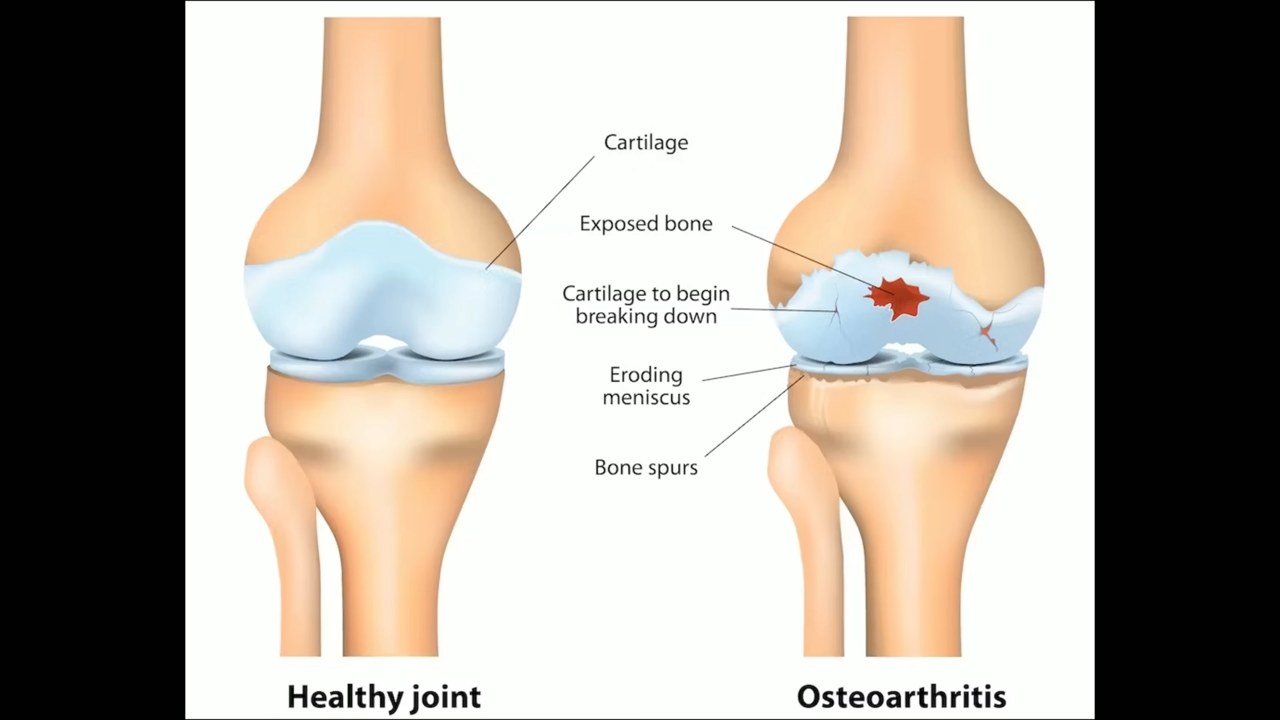 Cartilage
Exposed bone
Cartilage to begin
breaking down
Eroding
meniscus
Bone spurs
Healthy joint
Osteoarthritis